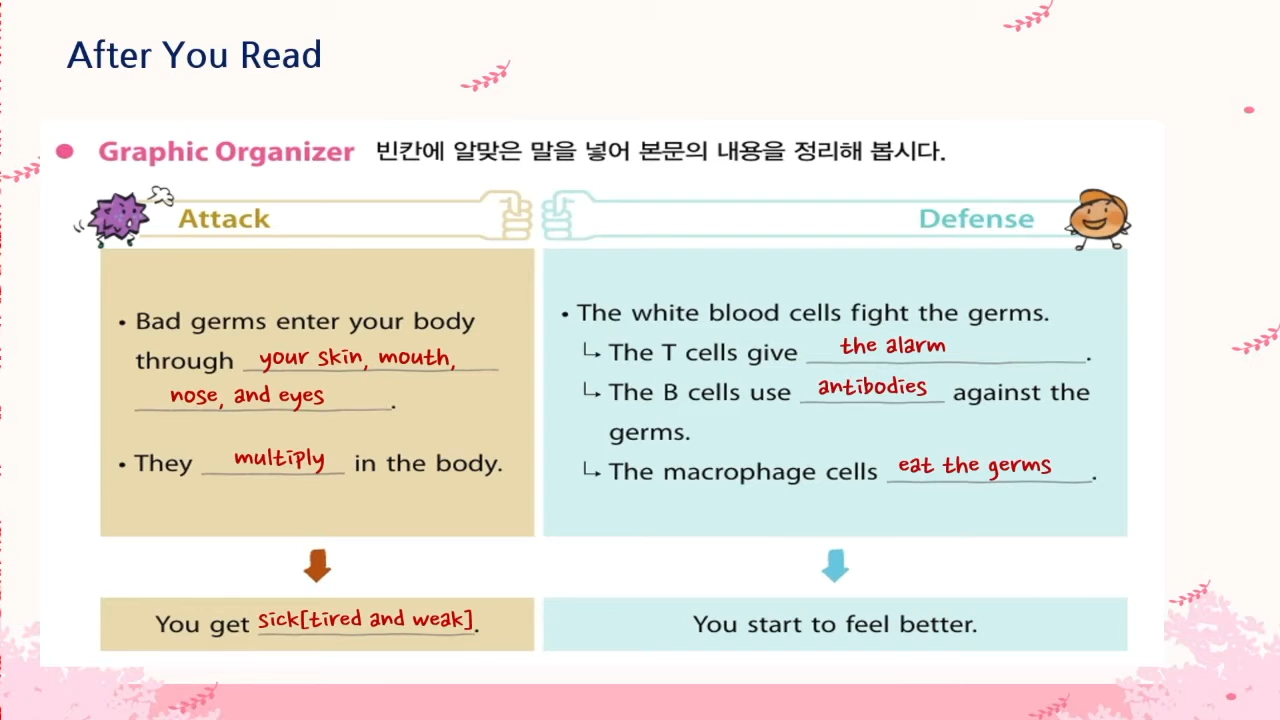 After You Read
Graphic Organizer 빈칸에 알맞은 말을 넣어 본문의 내용을 정리해 봅시다.
Attack
• Bad germs enter your body
through your skin, mouth,
nose, and eyes.
• They multiply in the body.
You get sick[tired and weak].
Defense
• The white blood cells fight the germs.
↳ The T cells give the alarm.
↳ The B cells use antibodies against the
germs.
↳ The macrophage cells eat the germs.
You start to feel better.